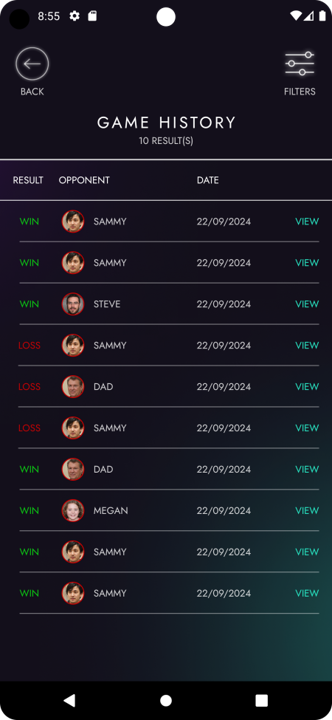 8:55
BACK
FILTERS
GAME HISTORY
10 RESULT(S)
RESULT OPPONENT DATE
WIN SAMMY 22/09/2024 VIEW
WIN SAMMY 22/09/2024 VIEW
WIN STEVE 22/09/2024 VIEW
LOSS SAMMY 22/09/2024 VIEW
LOSS DAD 22/09/2024 VIEW
LOSS SAMMY 22/09/2024 VIEW
WIN DAD 22/09/2024 VIEW
WIN MEGAN 22/09/2024 VIEW
WIN SAMMY 22/09/2024 VIEW
WIN SAMMY 22/09/2024 VIEW